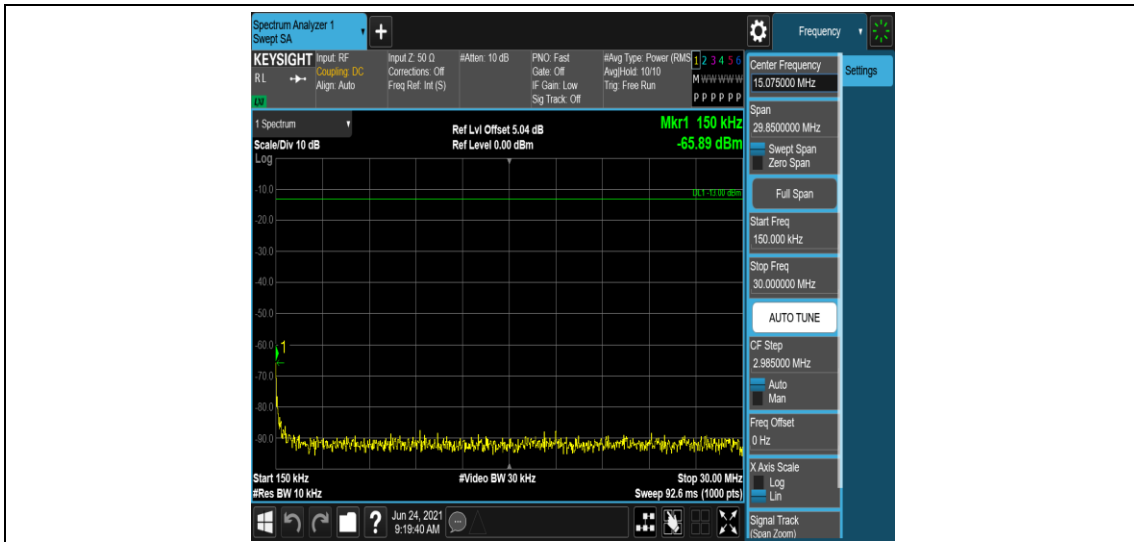 Spectrum Analyzer 1
Swept SA
+
Frequency
KEYSIGHT
RL
LXI
Input: RF
Coupling: DC
Align: Auto
Input Z: 50 Ω
Corrections: Off
Freq Ref: Int (S)
#Atten: 10 dB
PNO: Fast
Gate: Off
IF Gain: Low
Sig Track: Off
#Avg Type: Power (RMS
Avg|Hold: 10/10
Trig: Free Run
1 2 3 4 5 6
M W W W W W
P P P P P P
Center Frequency
15.075000 MHz
Settings
1 Spectrum
Scale/Div 10 dB
Log
Ref Lvl Offset 5.04 dB
Ref Level 0.00 dBm
Mkr1 150 kHz
-65.89 dBm
Span
29.8500000 MHz
Swept Span
Zero Span
Full Span
Start Freq
150.000 kHz
Stop Freq
30.000000 MHz
AUTO TUNE
CF Step
2.985000 MHz
Auto
Man
Freq Offset
0 Hz
X Axis Scale
Log
Lin
Signal Track
(Span Zoom)
DL1 -13.00 dBm
-10.0
-20.0
-30.0
-40.0
-50.0
-60.0
1
-70.0
-80.0
-90.0
Start 150 kHz
#Video BW 30 kHz
Stop 30.00 MHz
#Res BW 10 kHz
Sweep 92.6 ms (1000 pts)
?
Jun 24, 2021
9:19:40 AM